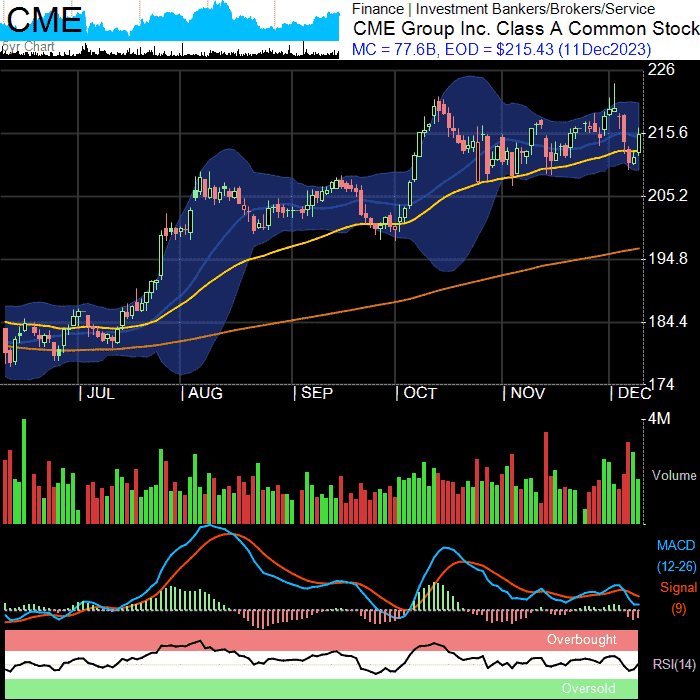 CME
5yr Chart
Finance | Investment Bankers/Brokers/Service
CME Group Inc. Class A Common Stock
MC = 77.6B, EOD = $215.43 (11Dec2023)
226
215.6
205.2
194.8
184.4
174
| JUL | AUG | SEP | OCT | NOV | DEC
4M
Volume
MACD
(12-26)
Signal
(9)
Overbought
RSI(14)
Oversold